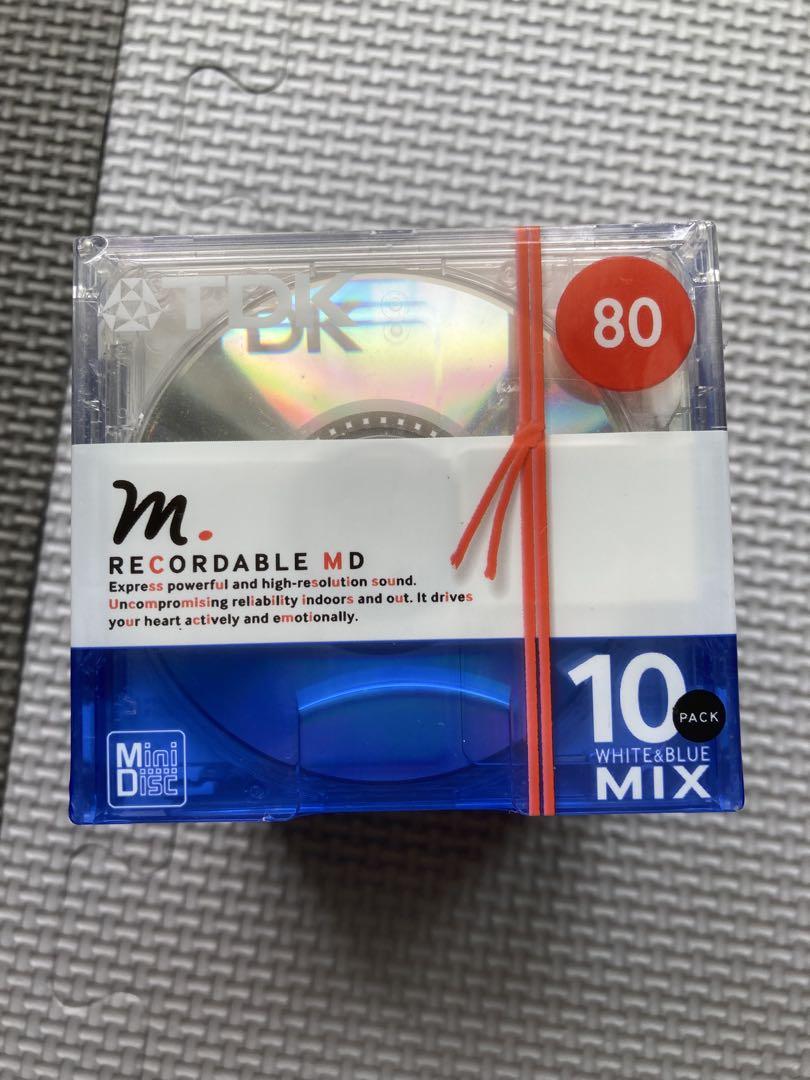 TDK
80
m.
RECORDABLE MD
Express powerful and high-resolution sound.
Uncompromising reliability indoors and out. It drives
your heart actively and emotionally.
10
PACK
WHITE&BLUE
MIX
Mini
Disc